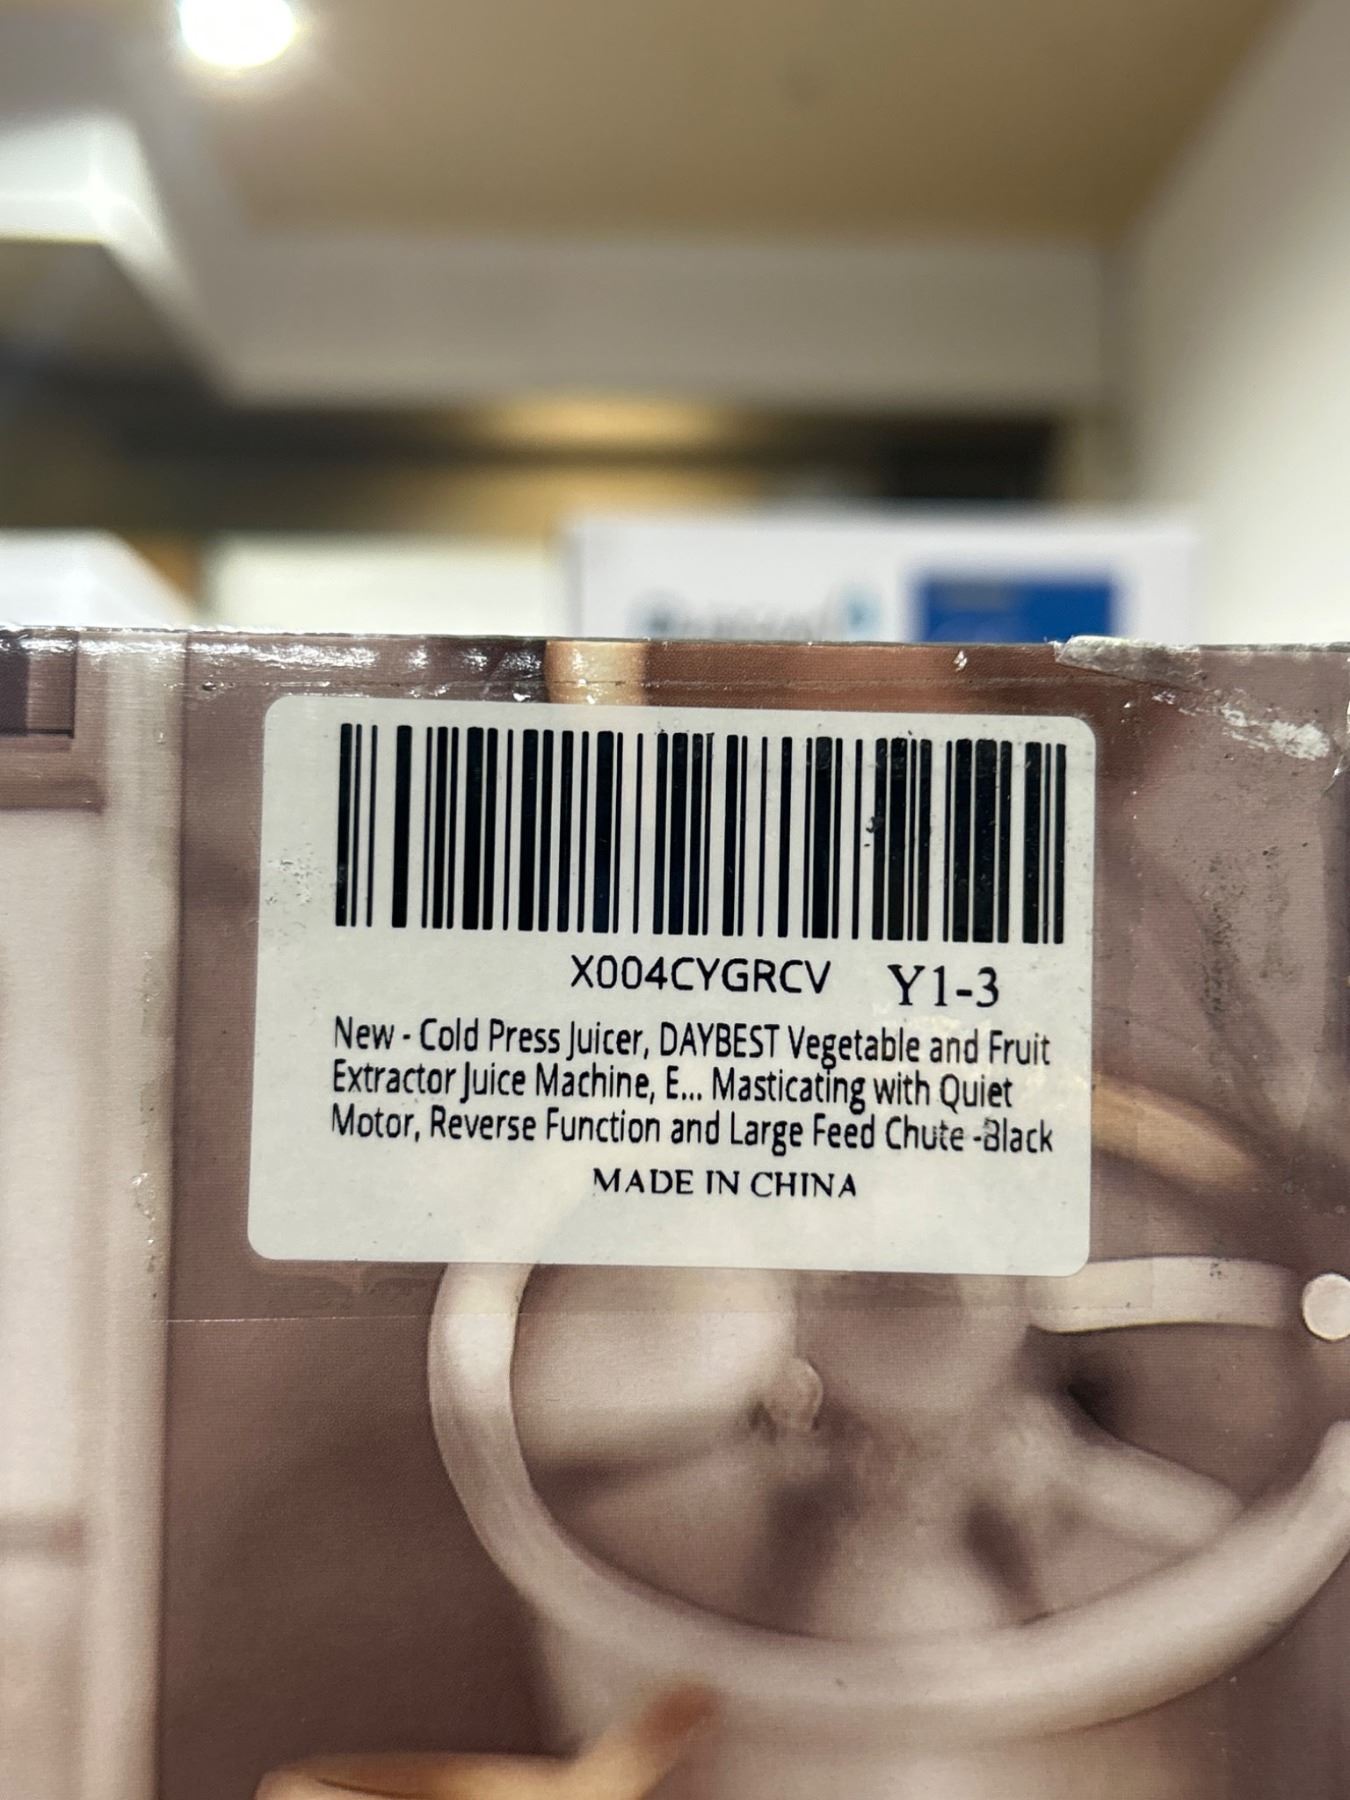 X004CYGRCV Y1-3
New - Cold Press Juicer, DAYBEST Vegetable and Fruit
Extractor Juice Machine, E... Masticating with Quiet
Motor, Reverse Function and Large Feed Chute -Black
MADE IN CHINA